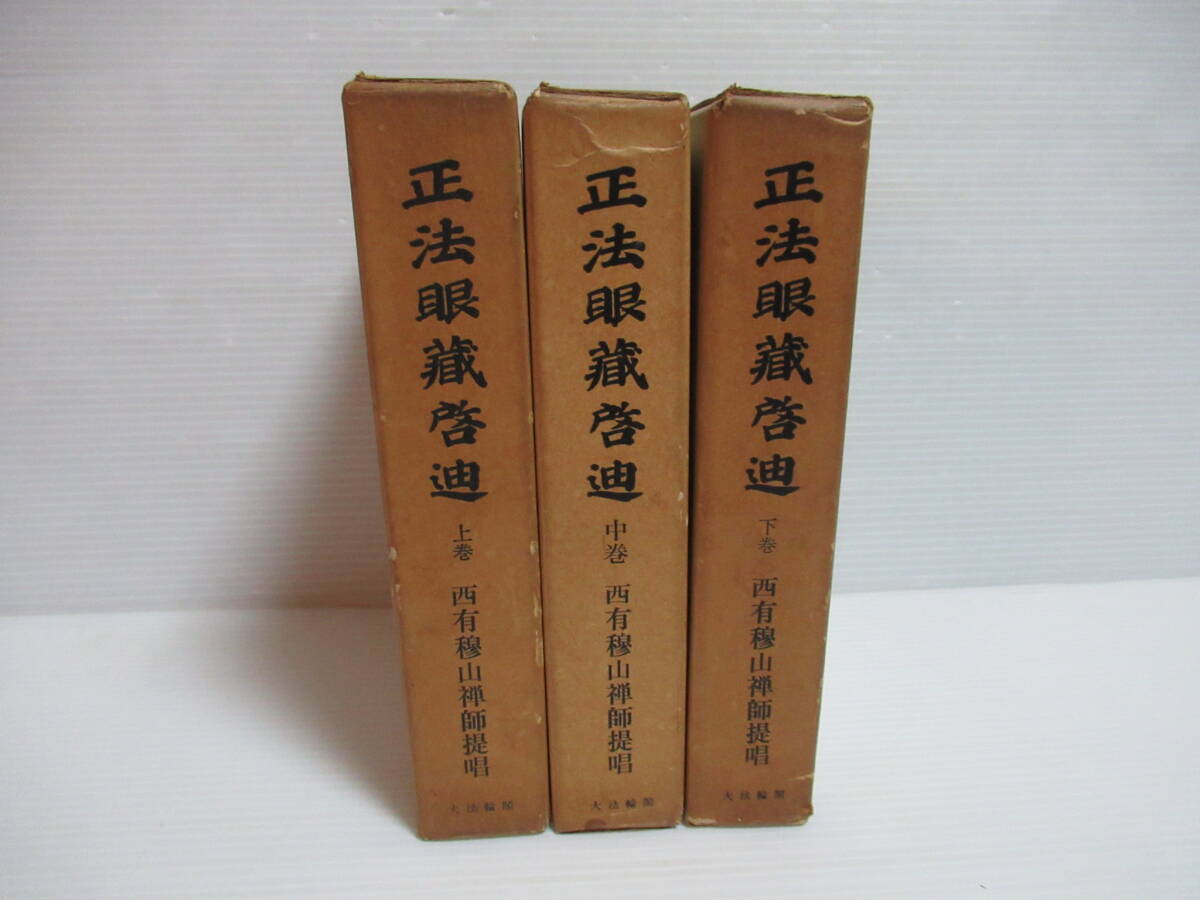 正法眼蔵啓迪
上巻
西有穆山禅師提唱
大法輪閣
正法眼蔵啓迪
中巻
西有穆山禅師提唱
大法輪閣
正法眼蔵啓迪
下巻
西有穆山禅師提唱
大法輪閣